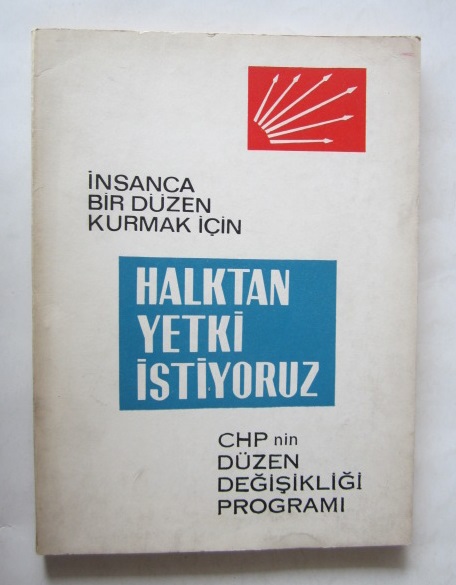 İNSANCA
BİR DÜZEN
KURMAK İÇİN
HALKTAN
YETKİ
İSTİYORUZ
CHP nin
DÜZEN
DEĞİŞİKLİĞİ
PROGRAMI